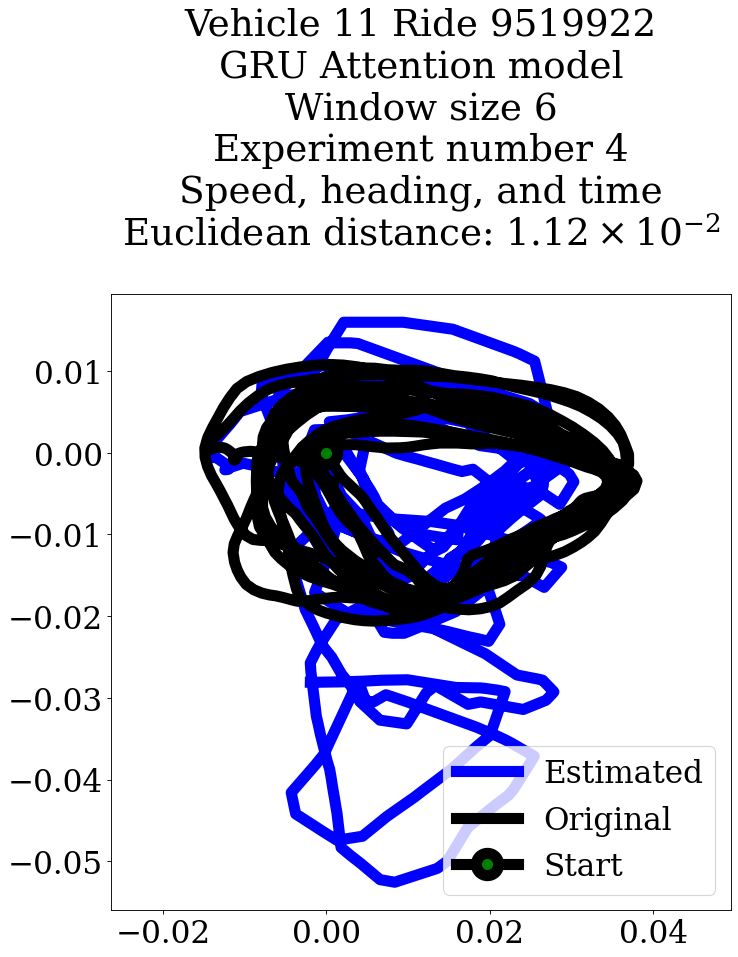 Vehicle 11 Ride 9519922
GRU Attention model
Window size 6
Experiment number 4
Speed, heading, and time
Euclidean distance: 1.12 × 10⁻²
0.01
0.00
−0.01
−0.02
−0.03
−0.04
−0.05
Estimated
Original
Start
−0.02 0.00 0.02 0.04